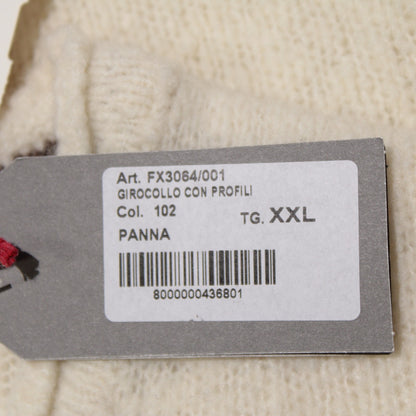 Art. FX3064/001
GIROCOLLO CON PROFILI
Col. 102 TG. XXL
PANNA
8000000436801